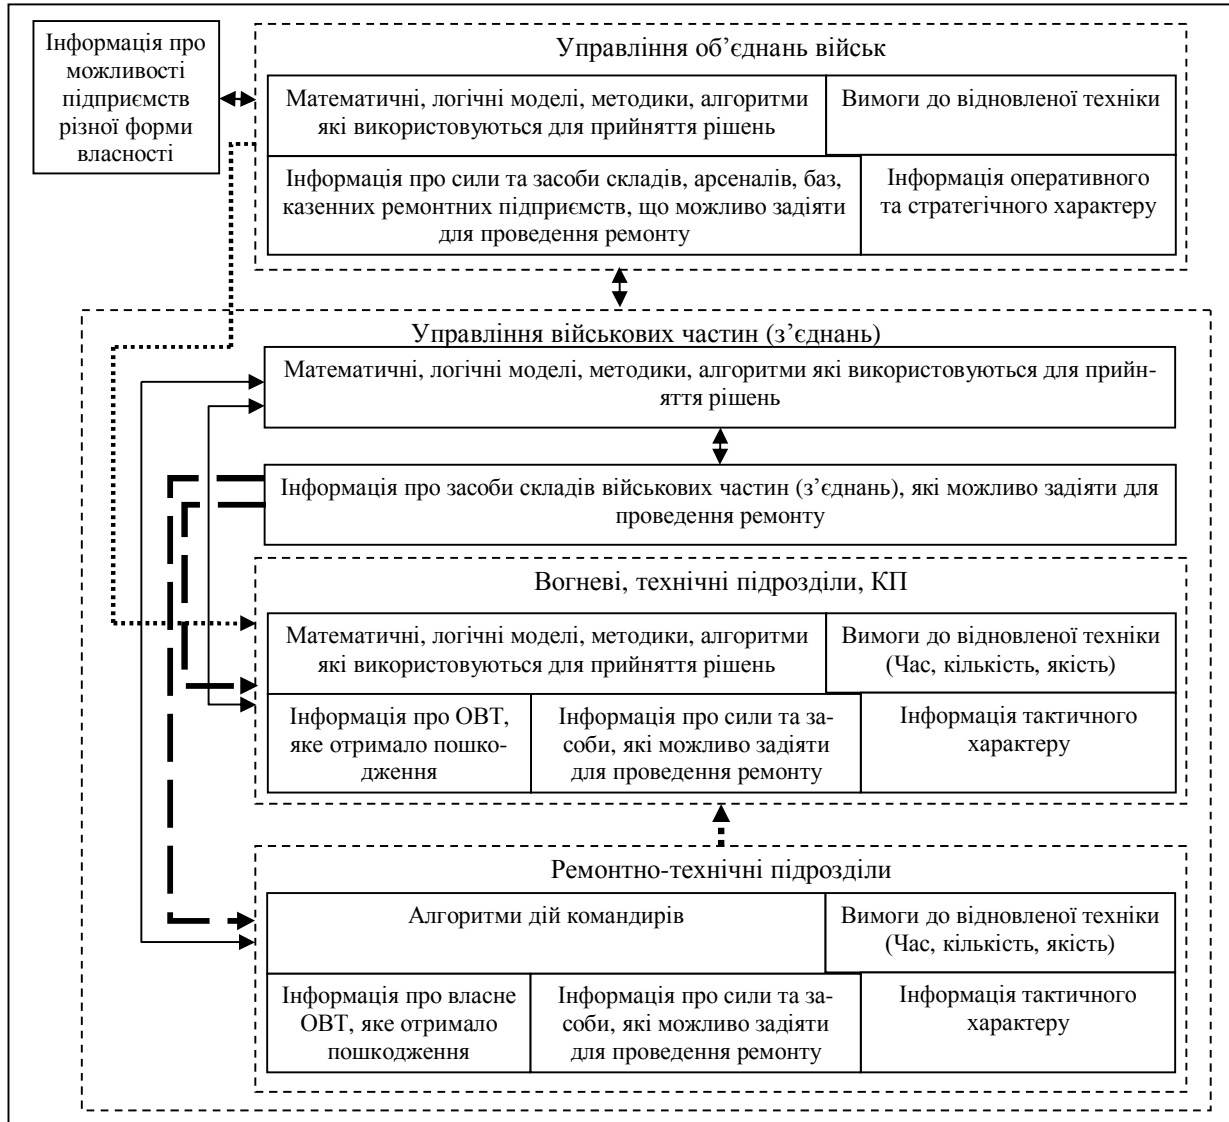 Інформація про
можливості
підприємств
різної форми
власності
Управління об’єднань військ
Математичні, логічні моделі, методики, алгоритми
які використовуються для прийняття рішень
Вимоги до відновленої техніки
Інформація про сили та засоби складів, арсеналів, баз,
казенних ремонтних підприємств, що можливо задіяти
для проведення ремонту
Інформація оперативного
та стратегічного характеру
Управління військових частин (з’єднань)
Математичні, логічні моделі, методики, алгоритми які використовуються для прий-
няття рішень
Інформація про засоби складів військових частин (з’єднань), які можливо задіяти для
проведення ремонту
Вогневі, технічні підрозділи, КП
Математичні, логічні моделі, методики, алгоритми
які використовуються для прийняття рішень
Вимоги до відновленої техніки
(Час, кількість, якість)
Інформація про ОВТ,
яке отримало пошко-
дження
Інформація про сили та за-
соби, які можливо задіяти
для проведення ремонту
Інформація тактичного
характеру
Ремонтно-технічні підрозділи
Алгоритми дій командирів
Вимоги до відновленої техніки
(Час, кількість, якість)
Інформація про власне
ОВТ, яке отримало
пошкодження
Інформація про сили та за-
соби, які можливо задіяти
для проведення ремонту
Інформація тактичного
характеру